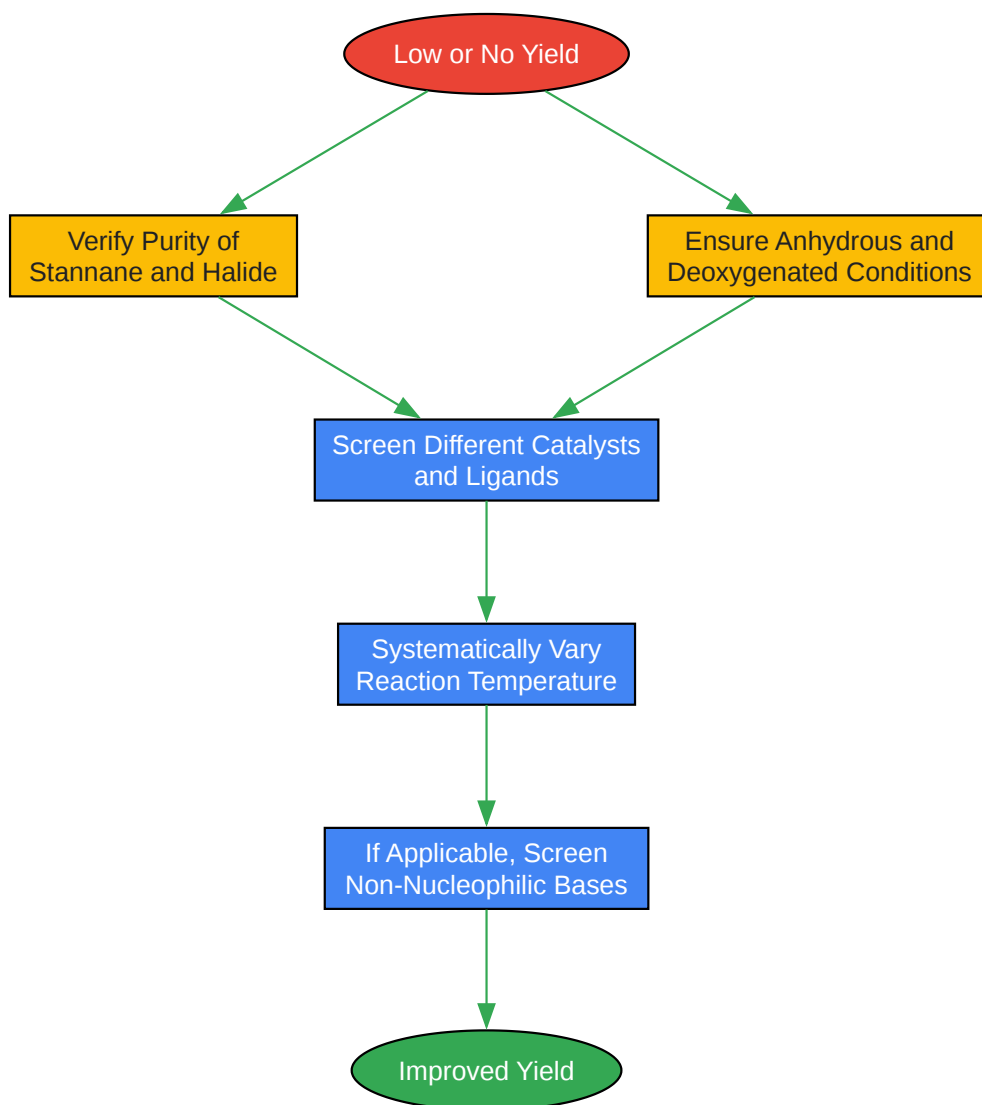 Low or No Yield
Verify Purity of
Stannane and Halide
Ensure Anhydrous and
Deoxygenated Conditions
Screen Different Catalysts
and Ligands
Systematically Vary
Reaction Temperature
If Applicable, Screen
Non-Nucleophilic Bases
Improved Yield